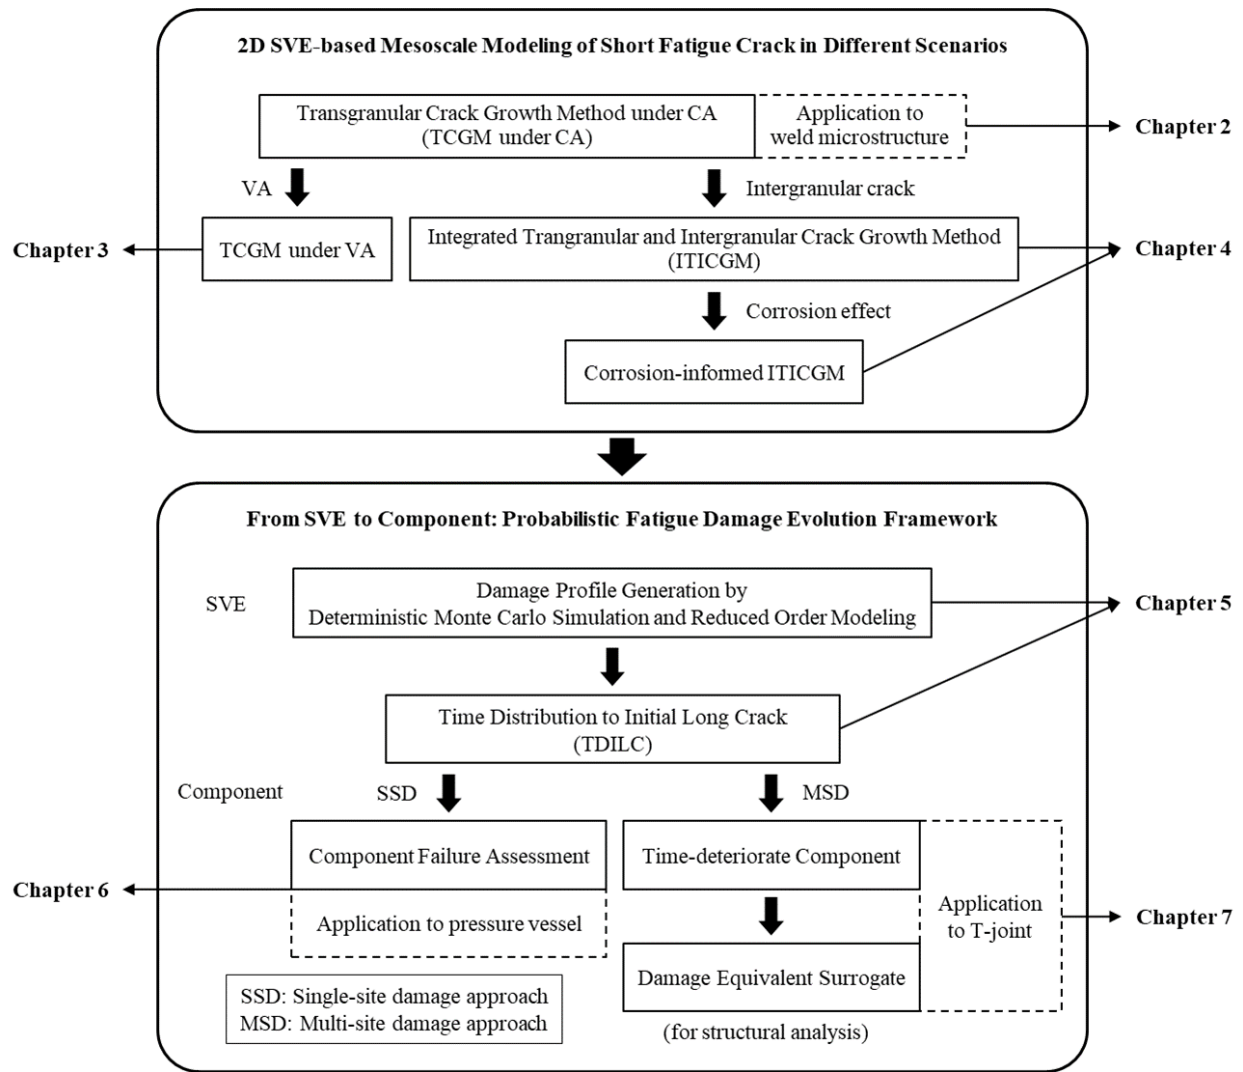 2D SVE-based Mesoscale Modeling of Short Fatigue Crack in Different Scenarios
Transgranular Crack Growth Method under CA
(TCGM under CA)
Application to
weld microstructure
Chapter 2
VA
Intergranular crack
Chapter 3
TCGM under VA
Integrated Trangranular and Intergranular Crack Growth Method
(ITICGM)
Chapter 4
Corrosion effect
Corrosion-informed ITICGM
From SVE to Component: Probabilistic Fatigue Damage Evolution Framework
SVE
Damage Profile Generation by
Deterministic Monte Carlo Simulation and Reduced Order Modeling
Chapter 5
Time Distribution to Initial Long Crack
(TDILC)
Component
SSD
MSD
Component Failure Assessment
Time-deteriorate Component
Chapter 6
Application to pressure vessel
Application
to T-joint
Chapter 7
Damage Equivalent Surrogate
SSD: Single-site damage approach
MSD: Multi-site damage approach
(for structural analysis)